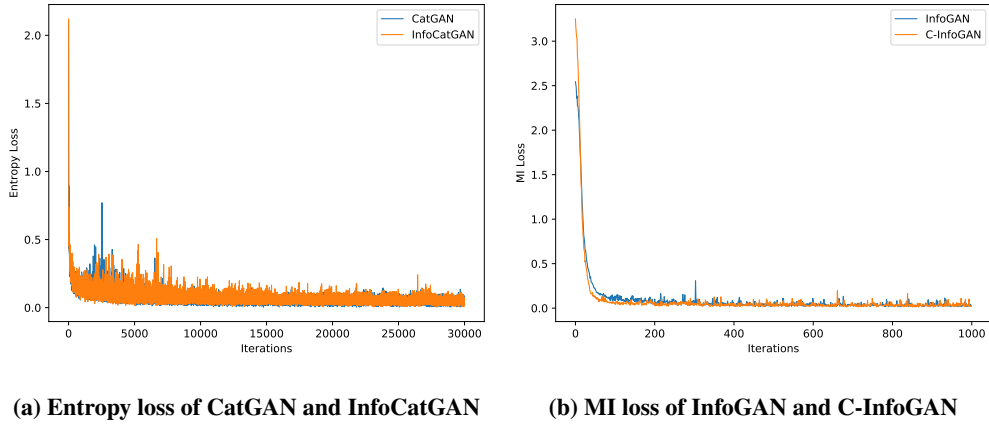 CatGAN
InfoCatGAN
2.0
1.5
1.0
0.5
0.0
Entropy Loss
0 5000 10000 15000 20000 25000 30000
Iterations
InfoGAN
C-InfoGAN
3.0
2.5
2.0
1.5
1.0
0.5
0.0
MI Loss
0 200 400 600 800 1000
Iterations
(a) Entropy loss of CatGAN and InfoCatGAN
(b) MI loss of InfoGAN and C-InfoGAN